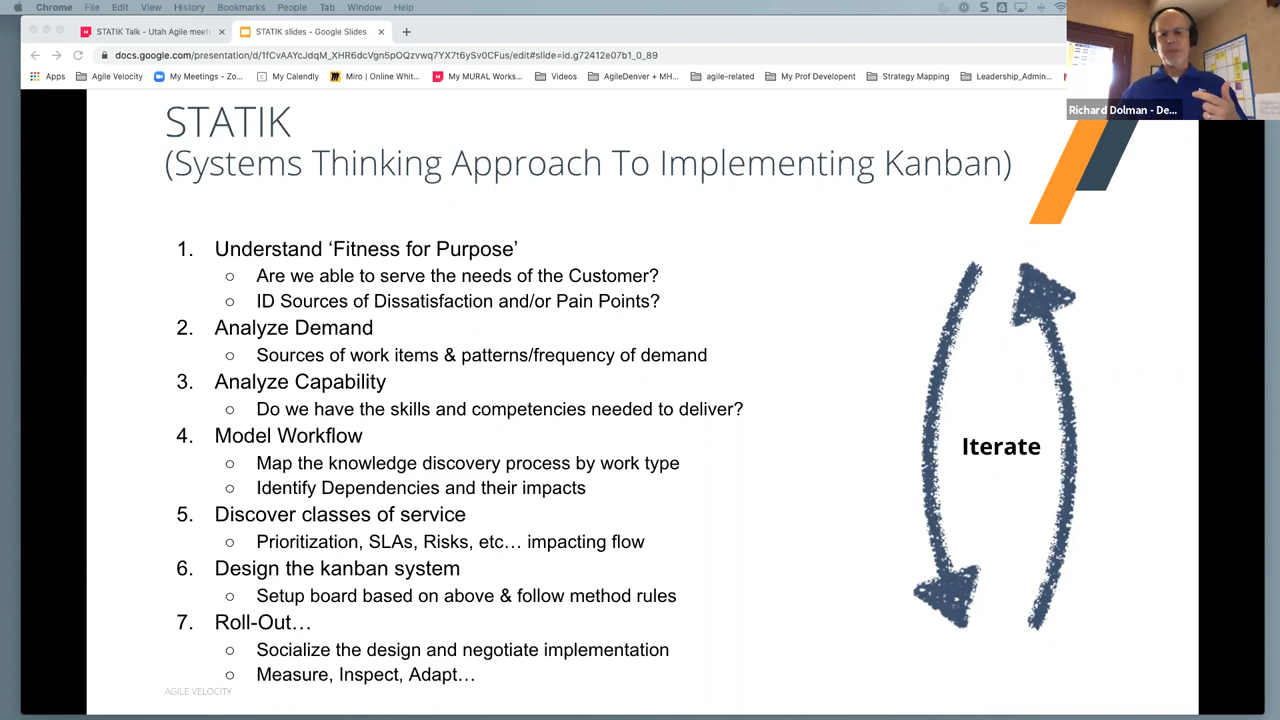 Chrome File Edit View History Bookmarks People Tab Window Help
STATIK Talk - Utah Agile meetu × STATIK slides - Google Slides × +
docs.google.com/presentation/d/1fCvAAYcJdqM_XHR6deVgn5pOQzvwq7YX7t6vSv0CFus/edit#slide=id.g72412e07b1_0_89
Apps Agile Velocity My Meetings - Zo... My Calendly Miro | Online Whit... My MURAL Works... Videos AgileDenver + MH... agile-related My Prof Development Strategy Mapping Leadership_Admin...
Richard Dolman - De...
STATIK
(Systems Thinking Approach To Implementing Kanban)
1. Understand ‘Fitness for Purpose’
○ Are we able to serve the needs of the Customer?
○ ID Sources of Dissatisfaction and/or Pain Points?
2. Analyze Demand
○ Sources of work items & patterns/frequency of demand
3. Analyze Capability
○ Do we have the skills and competencies needed to deliver?
4. Model Workflow
○ Map the knowledge discovery process by work type
○ Identify Dependencies and their impacts
5. Discover classes of service
○ Prioritization, SLAs, Risks, etc… impacting flow
6. Design the kanban system
○ Setup board based on above & follow method rules
7. Roll-Out…
○ Socialize the design and negotiate implementation
○ Measure, Inspect, Adapt…
Iterate
AGILE VELOCITY